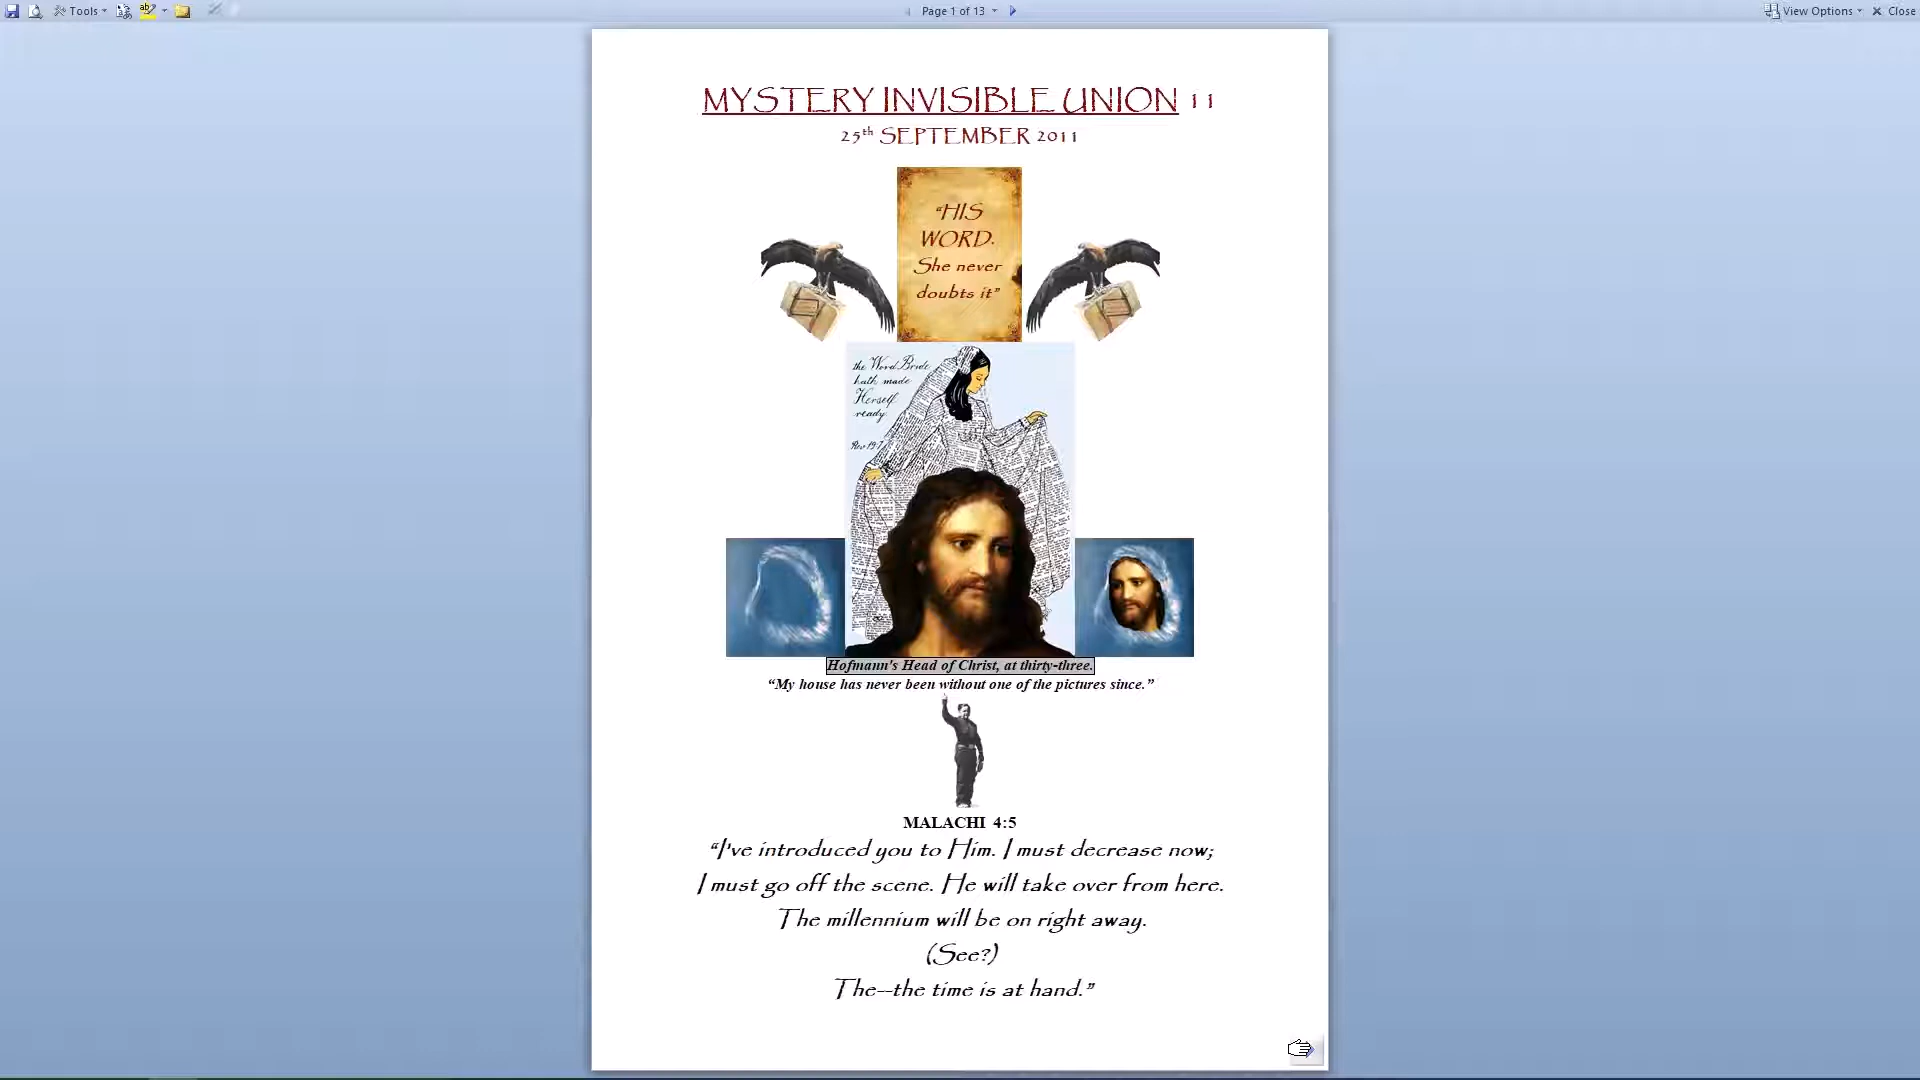 Tools
Page 1 of 13
View Options
Close
MYSTERY INVISIBLE UNION 11
25th SEPTEMBER 2011
“HIS
WORD.
She never
doubts it”
the Word Bride
hath made
Herself
ready
Rev 19:7
Hofmann's Head of Christ, at thirty-three.
“My house has never been without one of the pictures since.”
MALACHI 4:5
“I've introduced you to Him. I must decrease now;
I must go off the scene. He will take over from here.
The millennium will be on right away.
(See?)
The--the time is at hand.”